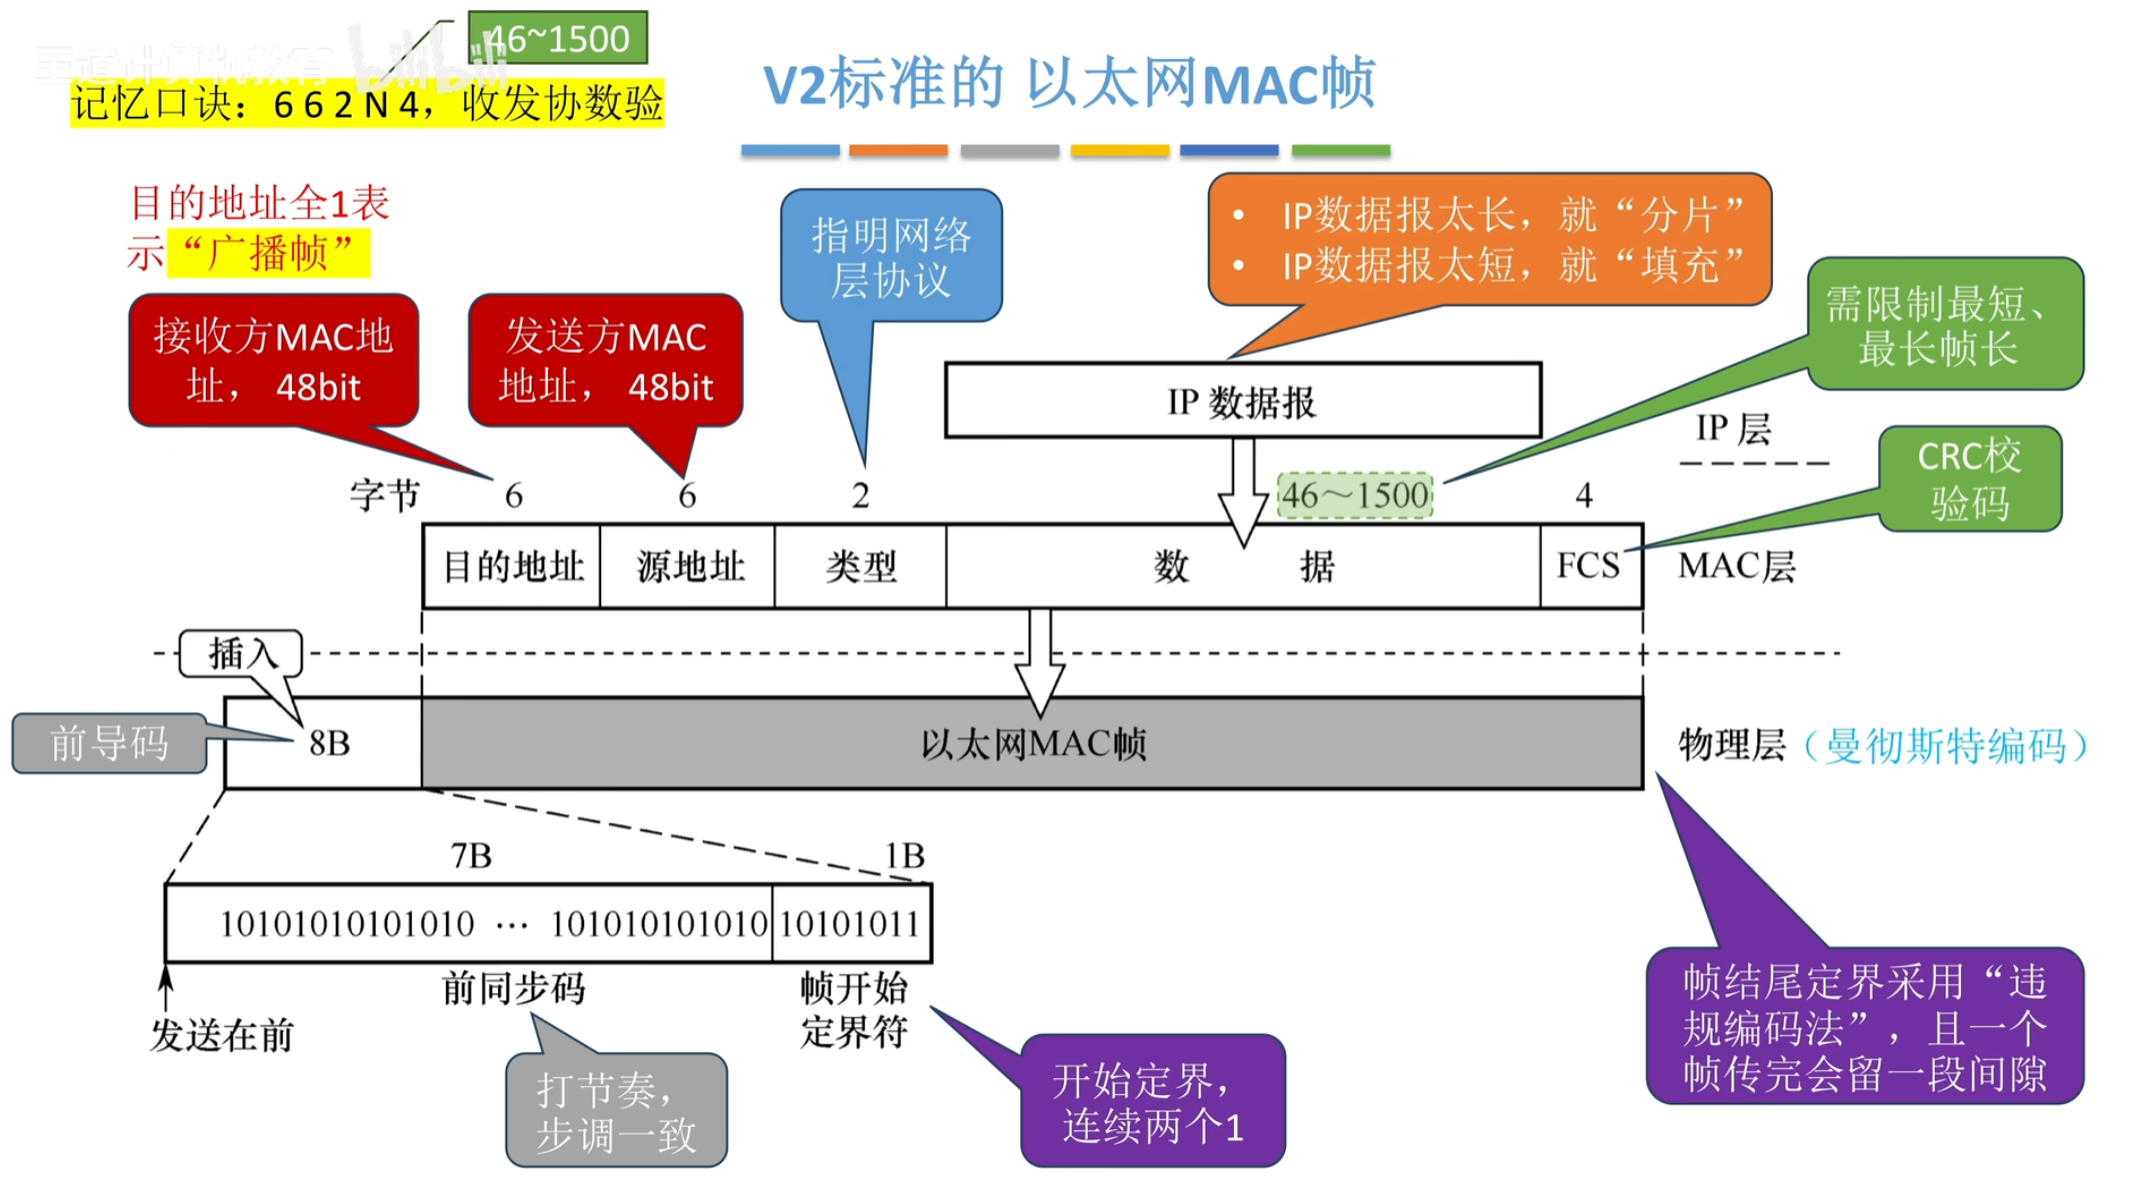 王道计算机教育
bilibili
46~1500
记忆口诀：6 6 2 N 4，收发协数验
V2标准的 以太网MAC帧
目的地址全1表
示“广播帧”
接收方MAC地
址， 48bit
发送方MAC
地址， 48bit
指明网络
层协议
• IP数据报太长，就“分片”
• IP数据报太短，就“填充”
需限制最短、
最长帧长
IP 数据报
IP 层
CRC校
验码
字节 6 6 2 46～1500 4
目的地址 源地址 类型 数 据 FCS MAC层
插入
前导码 8B 以太网MAC帧 物理层（曼彻斯特编码）
7B 1B
10101010101010 ··· 101010101010 10101011
前同步码
帧开始
定界符
发送在前
打节奏，
步调一致
开始定界，
连续两个1
帧结尾定界采用“违
规编码法”，且一个
帧传完会留一段间隙